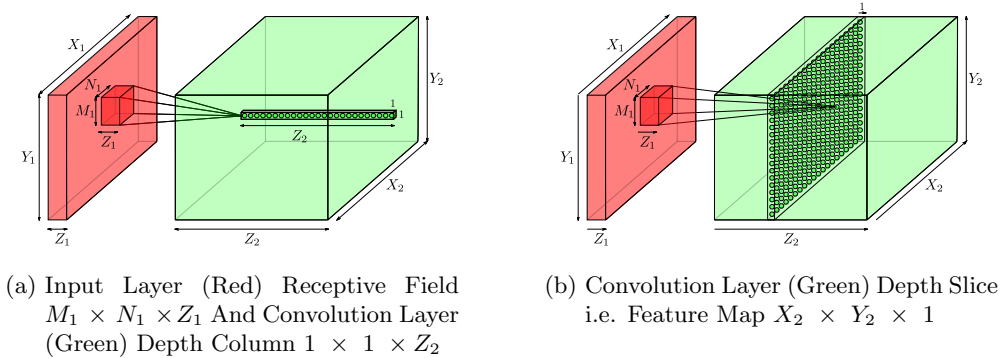 X₁
N₁
M₁
Z₁
Y₁
Z₁
1
1
Z₂
Y₂
X₂
Z₂
(a) Input Layer (Red) Receptive Field
M₁ × N₁ × Z₁ And Convolution Layer
(Green) Depth Column 1 × 1 × Z₂
1
X₁
N₁
M₁
Z₁
Y₁
Z₁
Y₂
X₂
Z₂
(b) Convolution Layer (Green) Depth Slice
i.e. Feature Map X₂ × Y₂ × 1